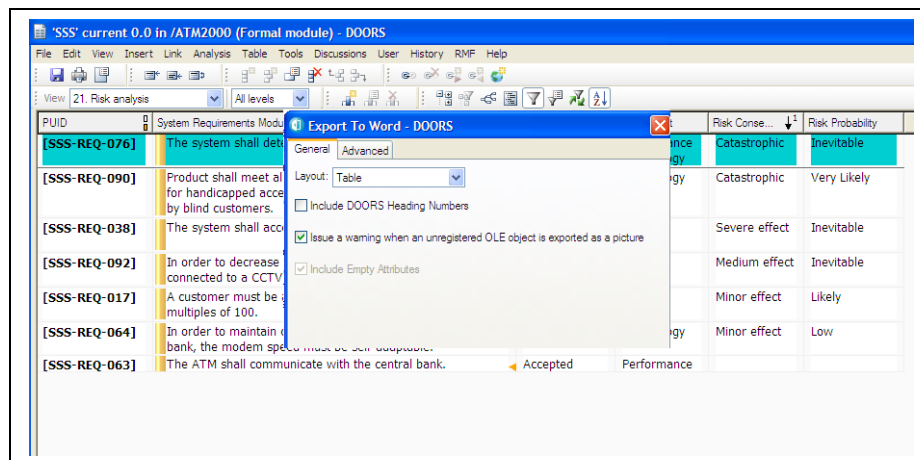 'SSS' current 0.0 in /ATM2000 (Formal module) - DOORS
File Edit View Insert Link Analysis Table Tools Discussions User History RMF Help
View 21. Risk analysis All levels
PUID System Requirements Modu Risk Conse... 1 Risk Probability
Export To Word - DOORS
General Advanced
Layout: Table
Include DOORS Heading Numbers
Issue a warning when an unregistered OLE object is exported as a picture
Include Empty Attributes
[SSS-REQ-076] The system shall dete Catastrophic Inevitable
[SSS-REQ-090] Product shall meet al Catastrophic Very Likely
for handicapped acce
by blind customers.
[SSS-REQ-038] The system shall acc Severe effect Inevitable
[SSS-REQ-092] In order to decrease Medium effect Inevitable
connected to a CCTV
[SSS-REQ-017] A customer must be Minor effect Likely
multiples of 100.
[SSS-REQ-064] In order to maintain Minor effect Low
bank, the modem speed must be self adaptable.
[SSS-REQ-063] The ATM shall communicate with the central bank. Accepted Performance